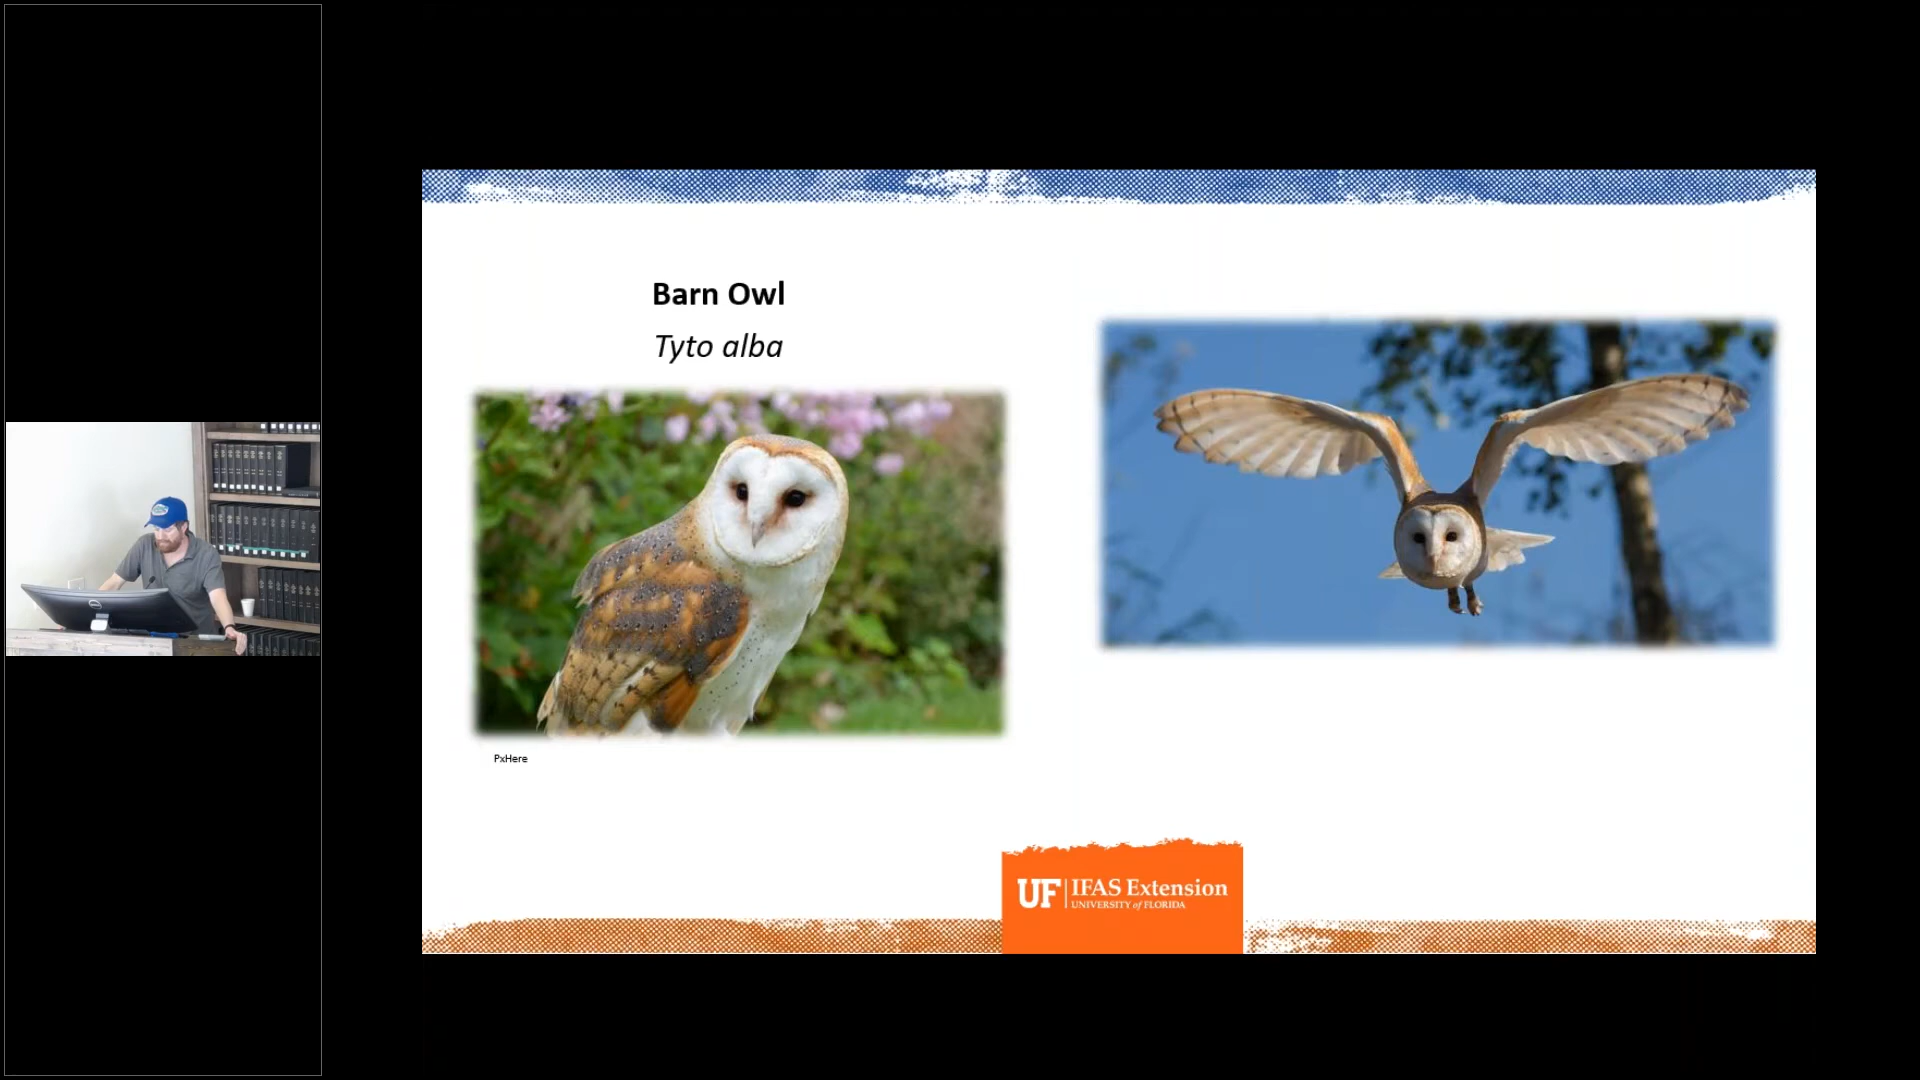 Barn Owl
Tyto alba
PxHere
UF IFAS Extension
UNIVERSITY of FLORIDA